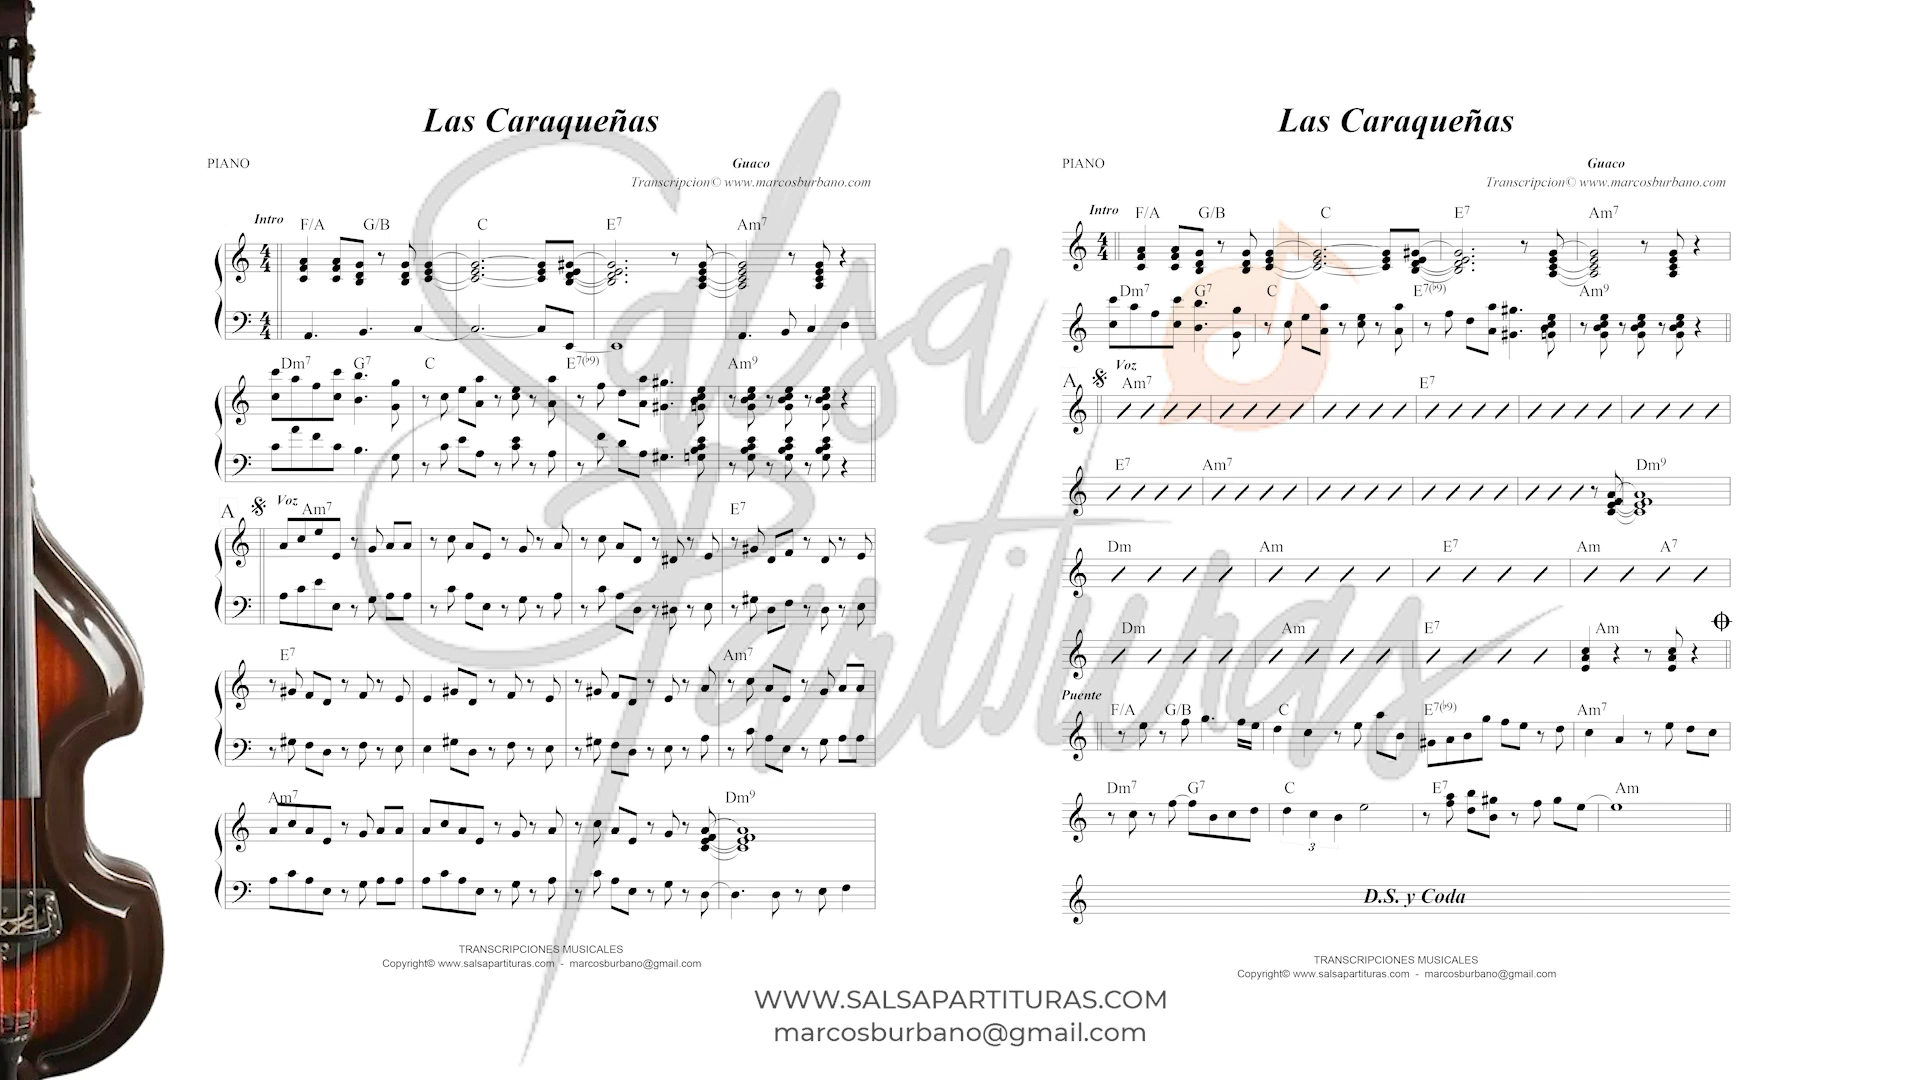 Las Caraqueñas
PIANO
Guaco
Transcripcion© www.marcosburbano.com
Intro
F/A G/B C E7 Am7
Dm7 G7 C E7(b9) Am9
A Voz Am7 E7
E7 Am7
Am7 Dm9
TRANSCRIPCIONES MUSICALES
Copyright© www.salsapartituras.com - marcosburbano@gmail.com
Las Caraqueñas
PIANO
Guaco
Transcripcion© www.marcosburbano.com
Intro
F/A G/B C E7 Am7
Dm7 G7 C E7(b9) Am9
A Voz Am7 E7
E7 Am7 Dm9
Dm Am E7 Am A7
Dm Am E7 Am
Puente
F/A G/B C E7(b9) Am7
Dm7 G7 C E7 Am
3
D.S. y Coda
TRANSCRIPCIONES MUSICALES
Copyright© www.salsapartituras.com - marcosburbano@gmail.com
Salsa
Partituras
WWW.SALSAPARTITURAS.COM
marcosburbano@gmail.com